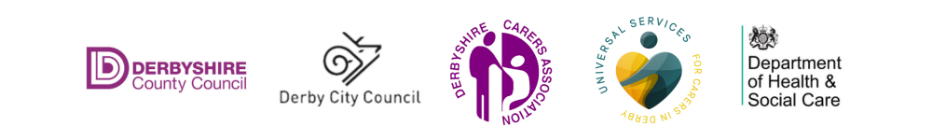 DERBYSHIRE
County Council
Derby City Council
DERBYSHIRE CARERS ASSOCIATION
UNIVERSAL SERVICES
FOR CARERS IN DERBY
Department
of Health &
Social Care